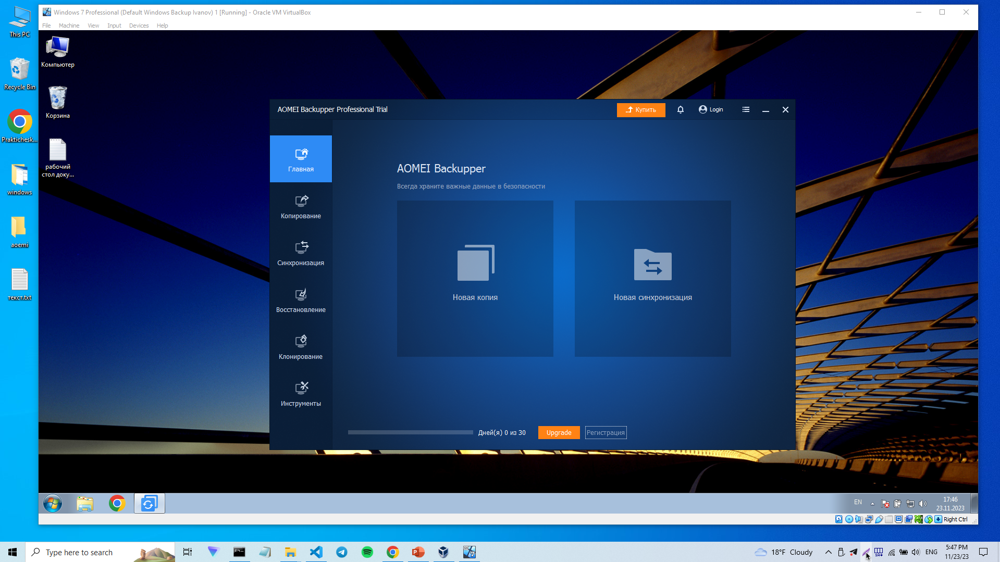 Windows 7 Professional (Default Windows Backup Ivanov) 1 [Running] - Oracle VM VirtualBox
File Machine View Input Devices Help
This PC
Recycle Bin
Praktichesk...
windows
aoemi
текст.txt
Компьютер
Корзина
рабочий
стол доку...
AOMEI Backupper Professional Trial
Купить
Login
Главная
Копирование
Синхронизация
Восстановление
Клонирование
Инструменты
AOMEI Backupper
Всегда храните важные данные в безопасности
Новая копия
Новая синхронизация
Дней(я) 0 из 30
Upgrade
Регистрация
EN
17:46
23.11.2023
Right Ctrl
Type here to search
18°F Cloudy
ENG
5:47 PM
11/23/23